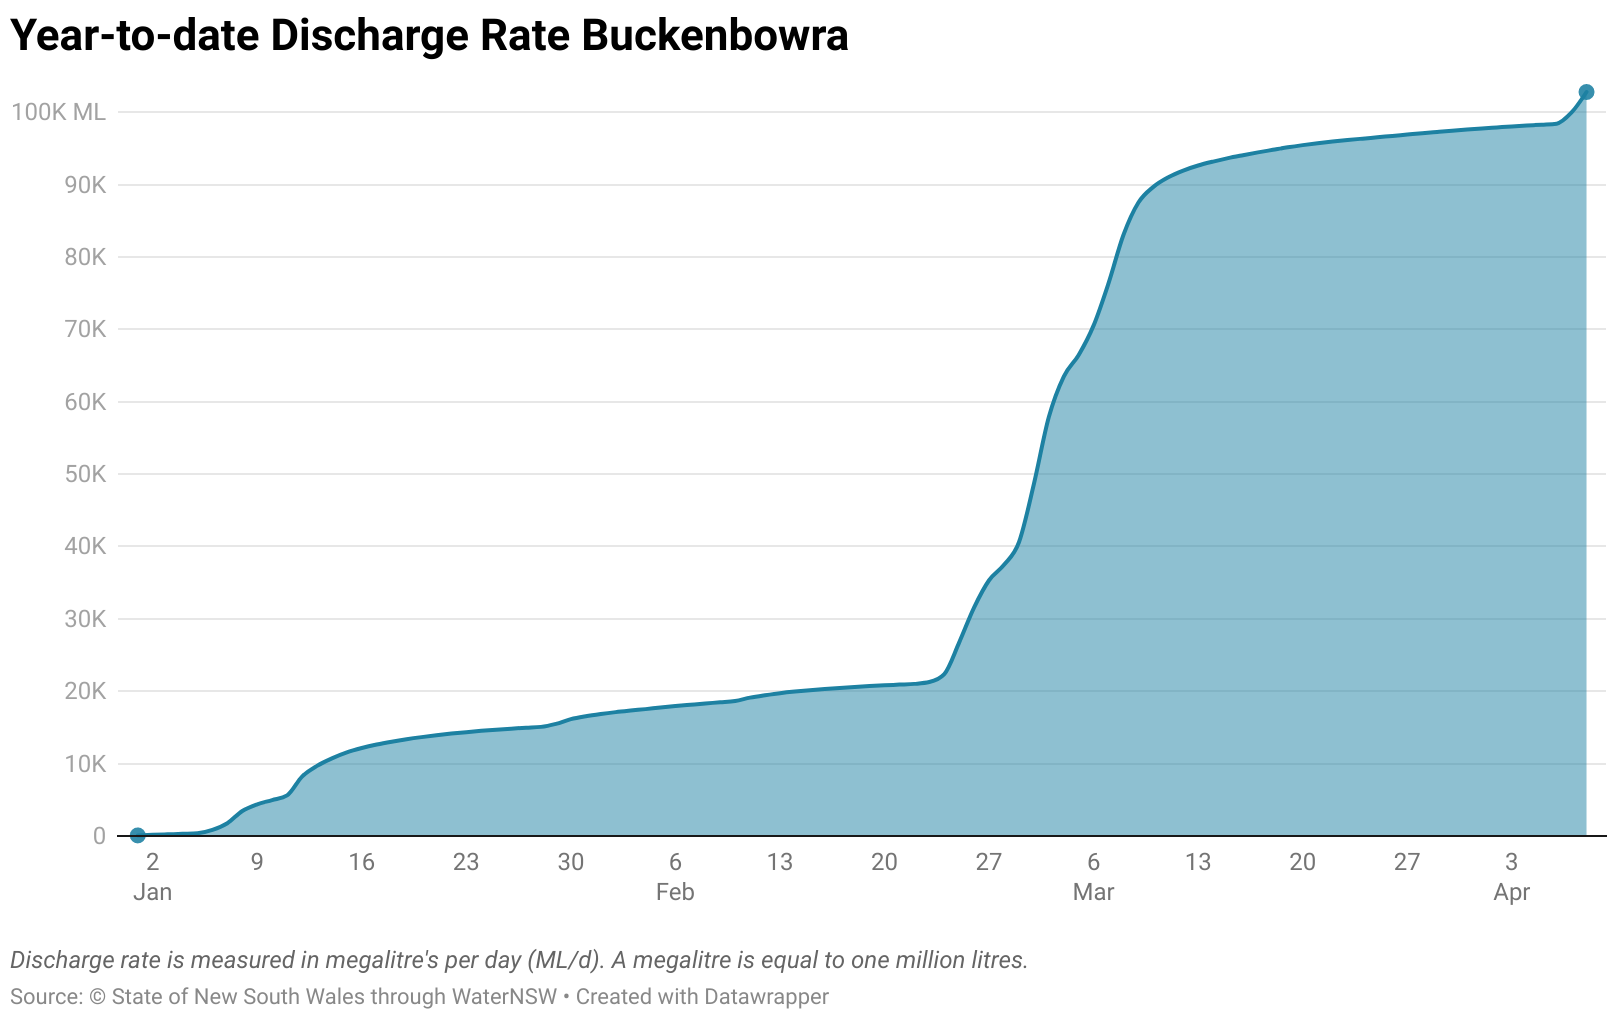 Year-to-date Discharge Rate Buckenbowra
100K ML
90K
80K
70K
60K
50K
40K
30K
20K
10K
0
2 9 16 23 30 6 13 20 27 6 13 20 27 3
Jan Feb Mar Apr
Discharge rate is measured in megalitre's per day (ML/d). A megalitre is equal to one million litres.
Source: © State of New South Wales through WaterNSW • Created with Datawrapper